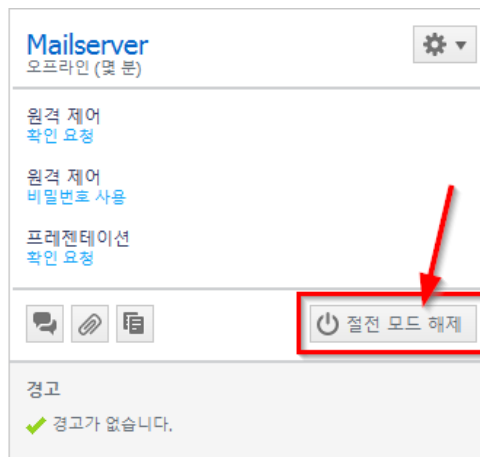 Mailserver
오프라인 (몇 분)
원격 제어
확인 요청
원격 제어
비밀번호 사용
프레젠테이션
확인 요청
절전 모드 해제
경고
경고가 없습니다.